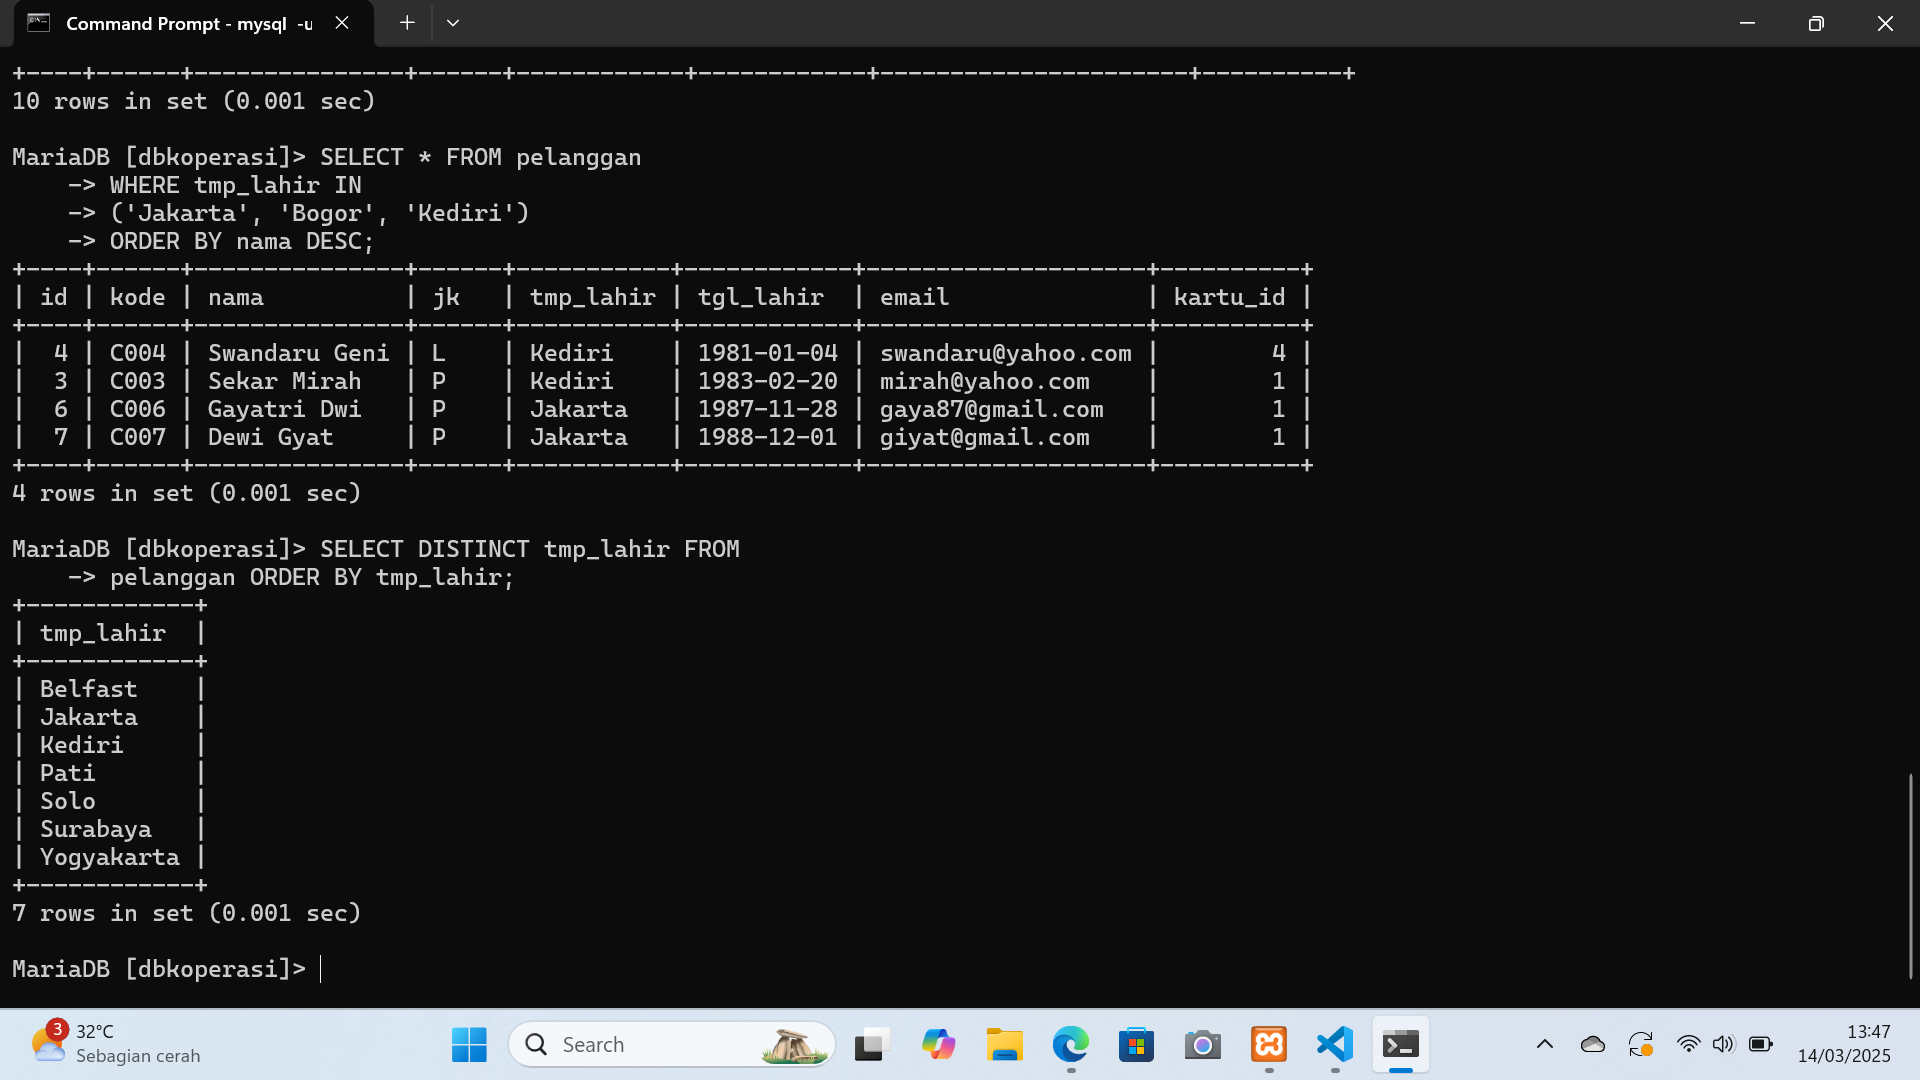 Command Prompt - mysql  -u
+----+------+---------------+------+------------+------------+----------------------+----------+
10 rows in set (0.001 sec)
MariaDB [dbkoperasi]> SELECT * FROM pelanggan
    -> WHERE tmp_lahir IN
    -> ('Jakarta', 'Bogor', 'Kediri')
    -> ORDER BY nama DESC;
+----+------+---------------+------+-----------+------------+--------------------+----------+
| id | kode | nama          | jk   | tmp_lahir | tgl_lahir  | email              | kartu_id |
+----+------+---------------+------+-----------+------------+--------------------+----------+
|  4 | C004 | Swandaru Geni | L    | Kediri    | 1981-01-04 | swandaru@yahoo.com |        4 |
|  3 | C003 | Sekar Mirah   | P    | Kediri    | 1983-02-20 | mirah@yahoo.com    |        1 |
|  6 | C006 | Gayatri Dwi   | P    | Jakarta   | 1987-11-28 | gaya87@gmail.com   |        1 |
|  7 | C007 | Dewi Gyat     | P    | Jakarta   | 1988-12-01 | giyat@gmail.com    |        1 |
+----+------+---------------+------+-----------+------------+--------------------+----------+
4 rows in set (0.001 sec)
MariaDB [dbkoperasi]> SELECT DISTINCT tmp_lahir FROM
    -> pelanggan ORDER BY tmp_lahir;
+------------+
| tmp_lahir  |
+------------+
| Belfast    |
| Jakarta    |
| Kediri     |
| Pati       |
| Solo       |
| Surabaya   |
| Yogyakarta |
+------------+
7 rows in set (0.001 sec)
MariaDB [dbkoperasi]>
3
32°C
Sebagian cerah
Search
13:47
14/03/2025